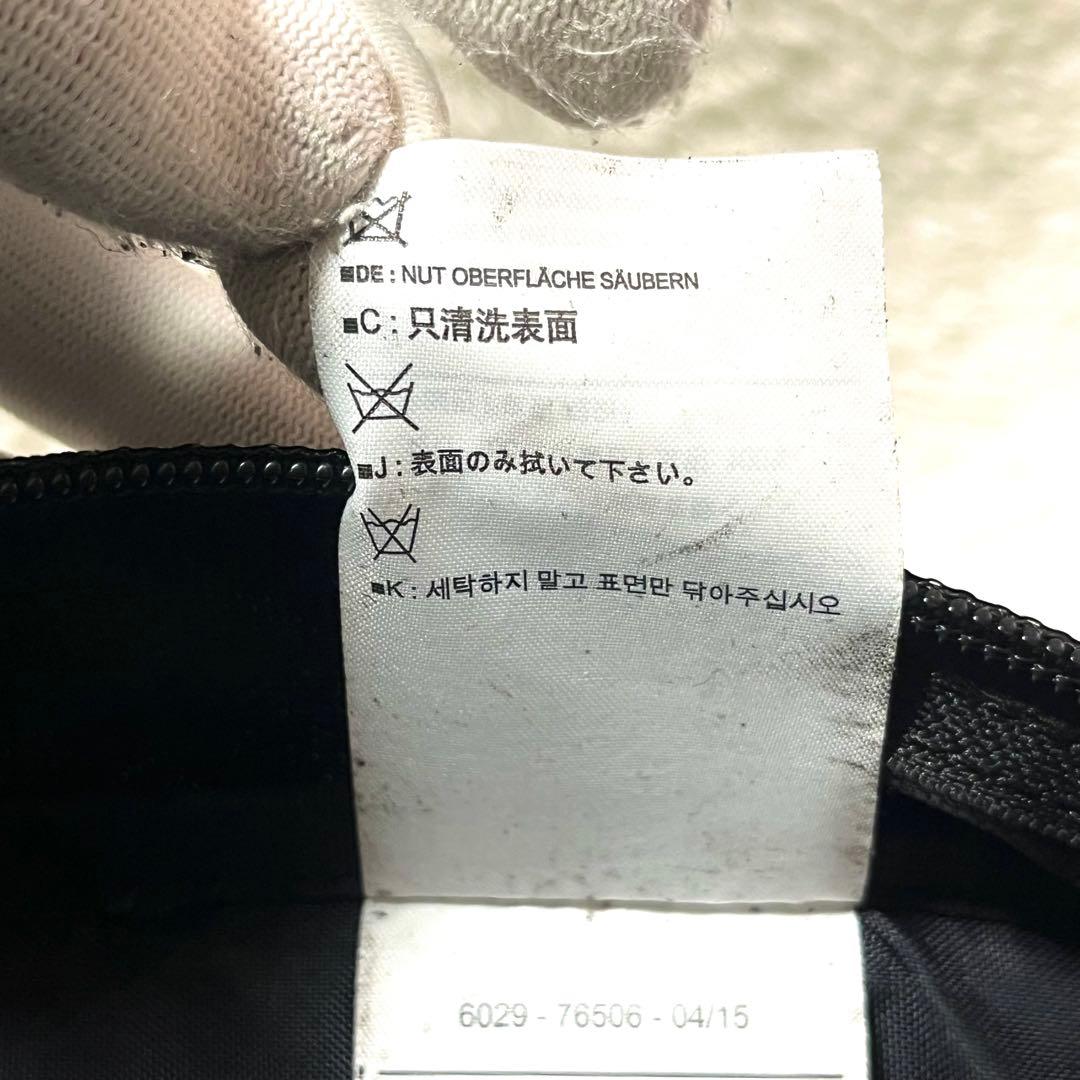 ■DE : NUT OBERFLÄCHE SÄUBERN
■C : 只清洗表面
■J : 表面のみ拭いて下さい。
■K : 세탁하지 말고 표면만 닦아주십시오
6029 - 76506 - 04/15